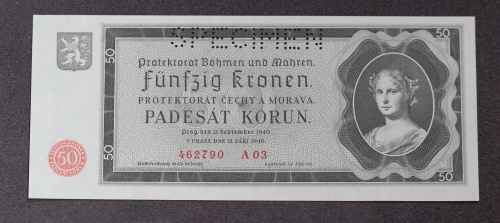 SPECIMEN
50
50
Protektorat Böhmen und Mähren.
Fünfzig Kronen.
PROTEKTORÁT ČECHY A MORAVA.
PADESÁT KORUN.
Prag den 12. September 1940.
V PRAZE DNE 12. ZÁŘÍ 1940.
462790 A 03
50
50
50